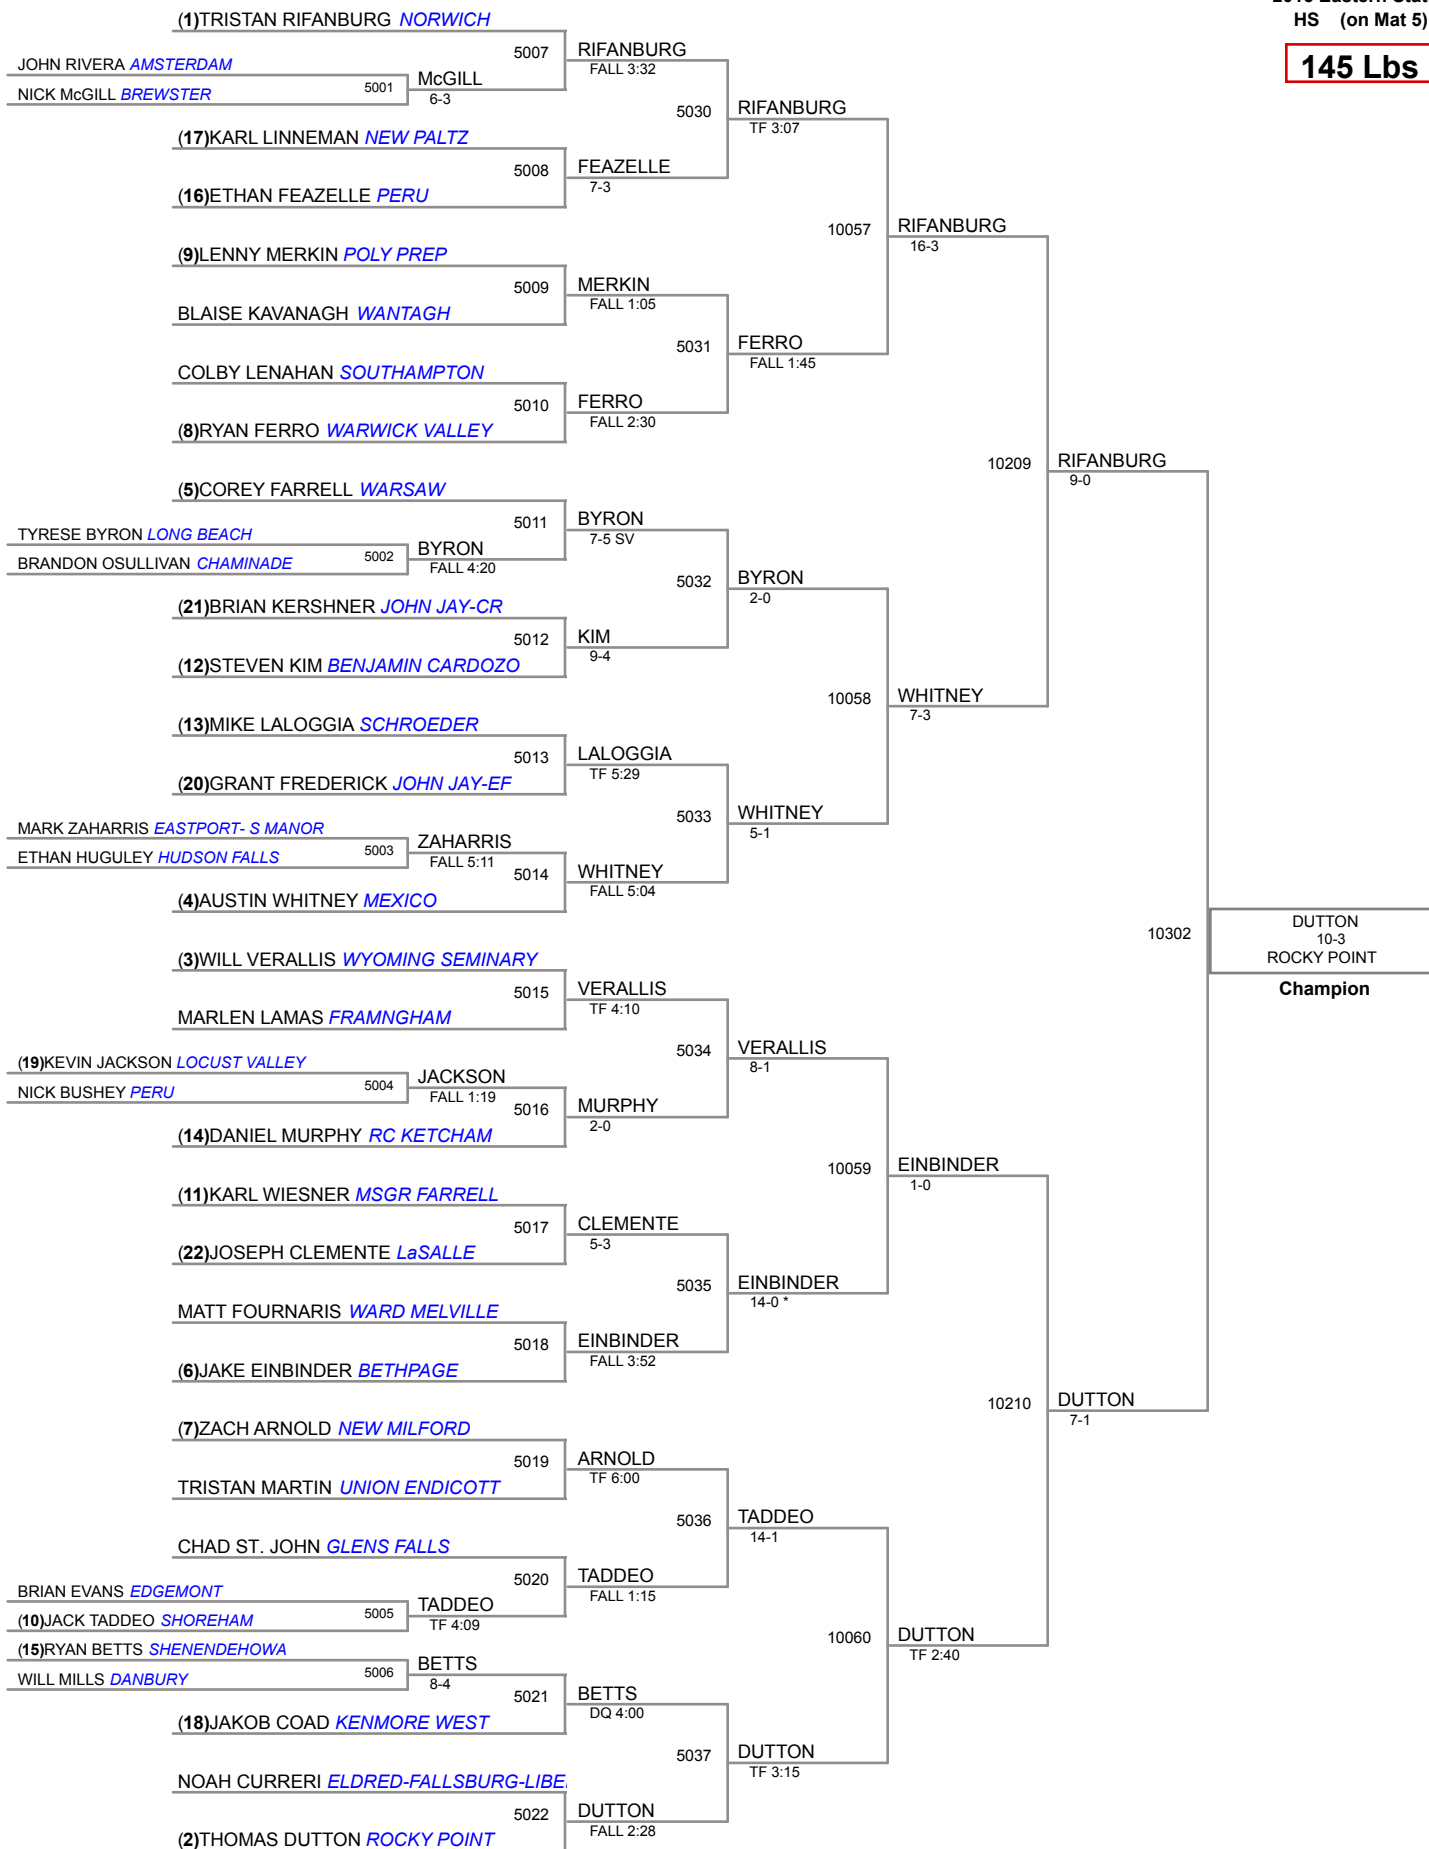 HS (on Mat 5)
145 Lbs
(1)TRISTAN RIFANBURG NORWICH
5007
RIFANBURG
FALL 3:32
JOHN RIVERA AMSTERDAM
5001
McGILL
6-3
NICK McGILL BREWSTER
5030
RIFANBURG
TF 3:07
(17)KARL LINNEMAN NEW PALTZ
5008
FEAZELLE
7-3
(16)ETHAN FEAZELLE PERU
10057
RIFANBURG
16-3
(9)LENNY MERKIN POLY PREP
5009
MERKIN
FALL 1:05
BLAISE KAVANAGH WANTAGH
5031
FERRO
FALL 1:45
COLBY LENAHAN SOUTHAMPTON
5010
FERRO
FALL 2:30
(8)RYAN FERRO WARWICK VALLEY
10209
RIFANBURG
9-0
(5)COREY FARRELL WARSAW
5011
BYRON
7-5 SV
TYRESE BYRON LONG BEACH
5002
BYRON
FALL 4:20
BRANDON OSULLIVAN CHAMINADE
5032
BYRON
2-0
(21)BRIAN KERSHNER JOHN JAY-CR
5012
KIM
9-4
(12)STEVEN KIM BENJAMIN CARDOZO
10058
WHITNEY
7-3
(13)MIKE LALOGGIA SCHROEDER
5013
LALOGGIA
TF 5:29
(20)GRANT FREDERICK JOHN JAY-EF
5033
WHITNEY
5-1
MARK ZAHARRIS EASTPORT- S MANOR
5003
ZAHARRIS
FALL 5:11
ETHAN HUGULEY HUDSON FALLS
5014
WHITNEY
FALL 5:04
(4)AUSTIN WHITNEY MEXICO
10302
DUTTON
10-3
ROCKY POINT
Champion
(3)WILL VERALLIS WYOMING SEMINARY
5015
VERALLIS
TF 4:10
MARLEN LAMAS FRAMNGHAM
5034
VERALLIS
8-1
(19)KEVIN JACKSON LOCUST VALLEY
5004
JACKSON
FALL 1:19
NICK BUSHEY PERU
5016
MURPHY
2-0
(14)DANIEL MURPHY RC KETCHAM
10059
EINBINDER
1-0
(11)KARL WIESNER MSGR FARRELL
5017
CLEMENTE
5-3
(22)JOSEPH CLEMENTE LaSALLE
5035
EINBINDER
14-0 *
MATT FOURNARIS WARD MELVILLE
5018
EINBINDER
FALL 3:52
(6)JAKE EINBINDER BETHPAGE
10210
DUTTON
7-1
(7)ZACH ARNOLD NEW MILFORD
5019
ARNOLD
TF 6:00
TRISTAN MARTIN UNION ENDICOTT
5036
TADDEO
14-1
CHAD ST. JOHN GLENS FALLS
5020
TADDEO
FALL 1:15
BRIAN EVANS EDGEMONT
5005
TADDEO
TF 4:09
(10)JACK TADDEO SHOREHAM
10060
DUTTON
TF 2:40
(15)RYAN BETTS SHENENDEHOWA
5006
BETTS
8-4
WILL MILLS DANBURY
5021
BETTS
DQ 4:00
(18)JAKOB COAD KENMORE WEST
5037
DUTTON
TF 3:15
NOAH CURRERI ELDRED-FALLSBURG-LIBE
5022
DUTTON
FALL 2:28
(2)THOMAS DUTTON ROCKY POINT